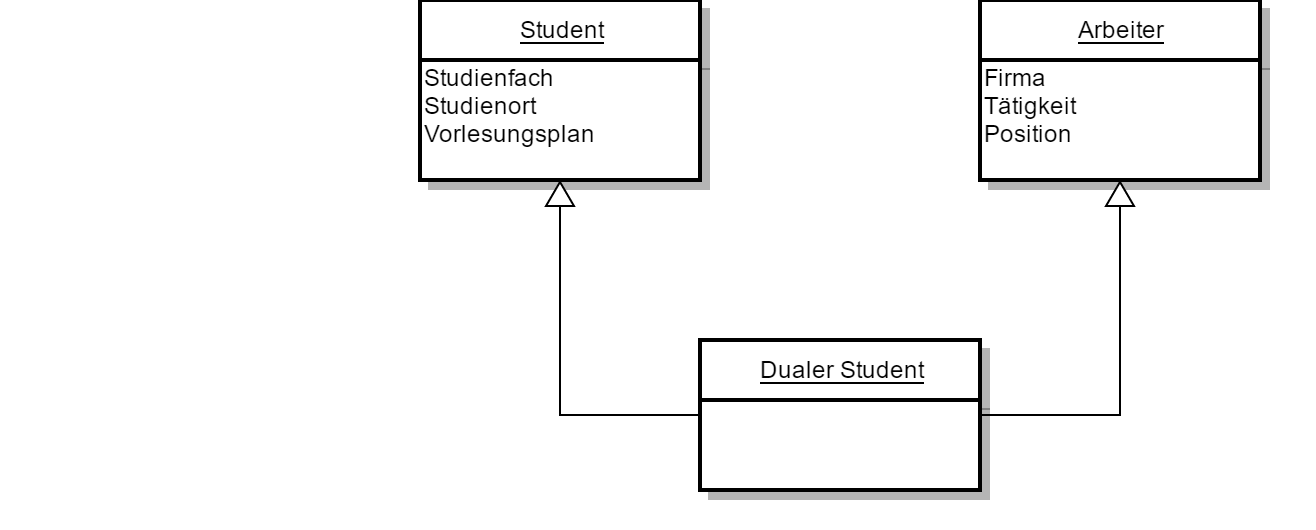 Student
Studienfach
Studienort
Vorlesungsplan
Arbeiter
Firma
Tätigkeit
Position
Dualer Student